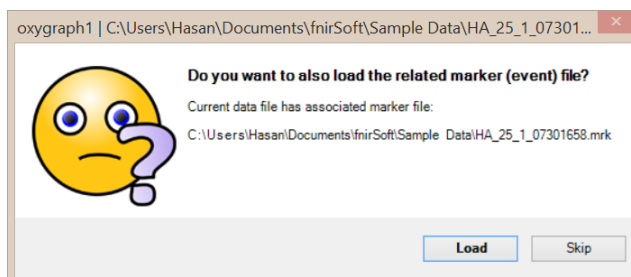 oxygraph1 | C:\Users\Hasan\Documents\fnirSoft\Sample Data\HA_25_1_07301...
Do you want to also load the related marker (event) file?
Current data file has associated marker file:
C:\Users\Hasan\Documents\fnirSoft\Sample Data\HA_25_1_07301658.mrk
Load Skip